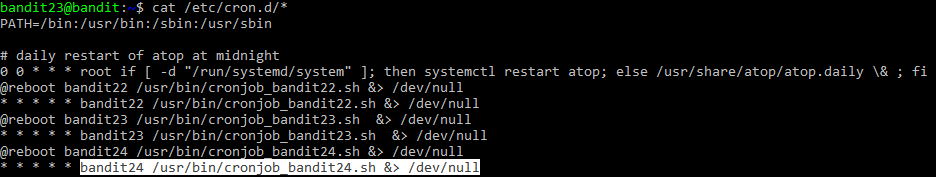 bandit23@bandit:~$ cat /etc/cron.d/*
PATH=/bin:/usr/bin:/sbin:/usr/sbin

# daily restart of atop at midnight
0 0 * * * root if [ -d "/run/systemd/system" ]; then systemctl restart atop; else /usr/share/atop/atop.daily \& ; fi
@reboot bandit22 /usr/bin/cronjob_bandit22.sh &> /dev/null
* * * * * bandit22 /usr/bin/cronjob_bandit22.sh &> /dev/null
@reboot bandit23 /usr/bin/cronjob_bandit23.sh  &> /dev/null
* * * * * bandit23 /usr/bin/cronjob_bandit23.sh  &> /dev/null
@reboot bandit24 /usr/bin/cronjob_bandit24.sh &> /dev/null
* * * * * bandit24 /usr/bin/cronjob_bandit24.sh &> /dev/null